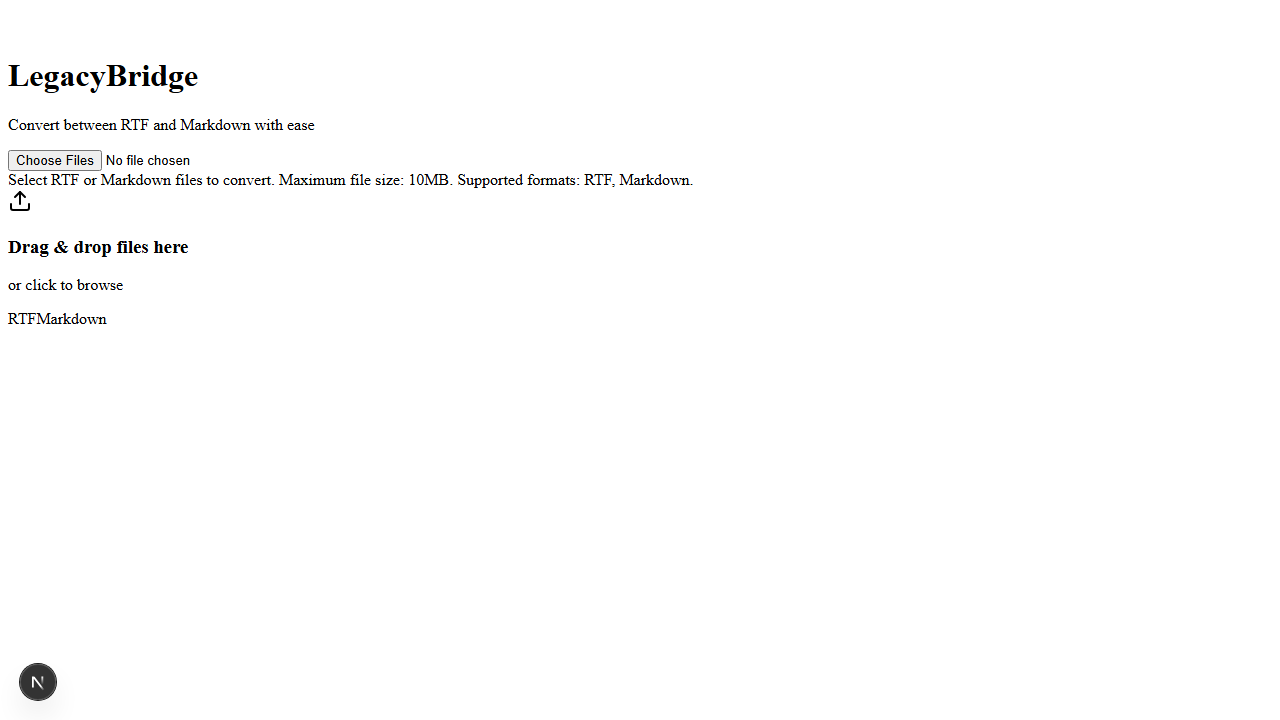 LegacyBridge
Convert between RTF and Markdown with ease
Choose Files No file chosen
Select RTF or Markdown files to convert. Maximum file size: 10MB. Supported formats: RTF, Markdown.
Drag & drop files here
or click to browse
RTFMarkdown
N